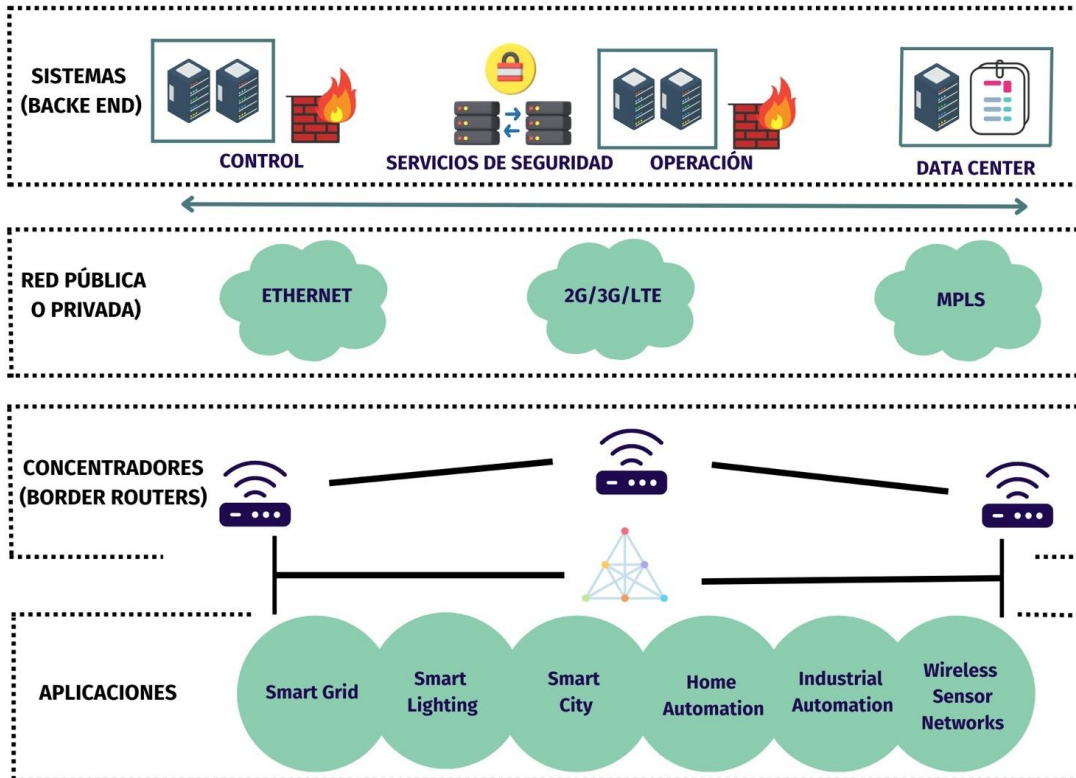 SISTEMAS
(BACKE END)
CONTROL
SERVICIOS DE SEGURIDAD
OPERACIÓN
DATA CENTER
RED PÚBLICA
O PRIVADA)
ETHERNET
2G/3G/LTE
MPLS
CONCENTRADORES
(BORDER ROUTERS)
APLICACIONES
Smart Grid
Smart
Lighting
Smart
City
Home
Automation
Industrial
Automation
Wireless
Sensor
Networks